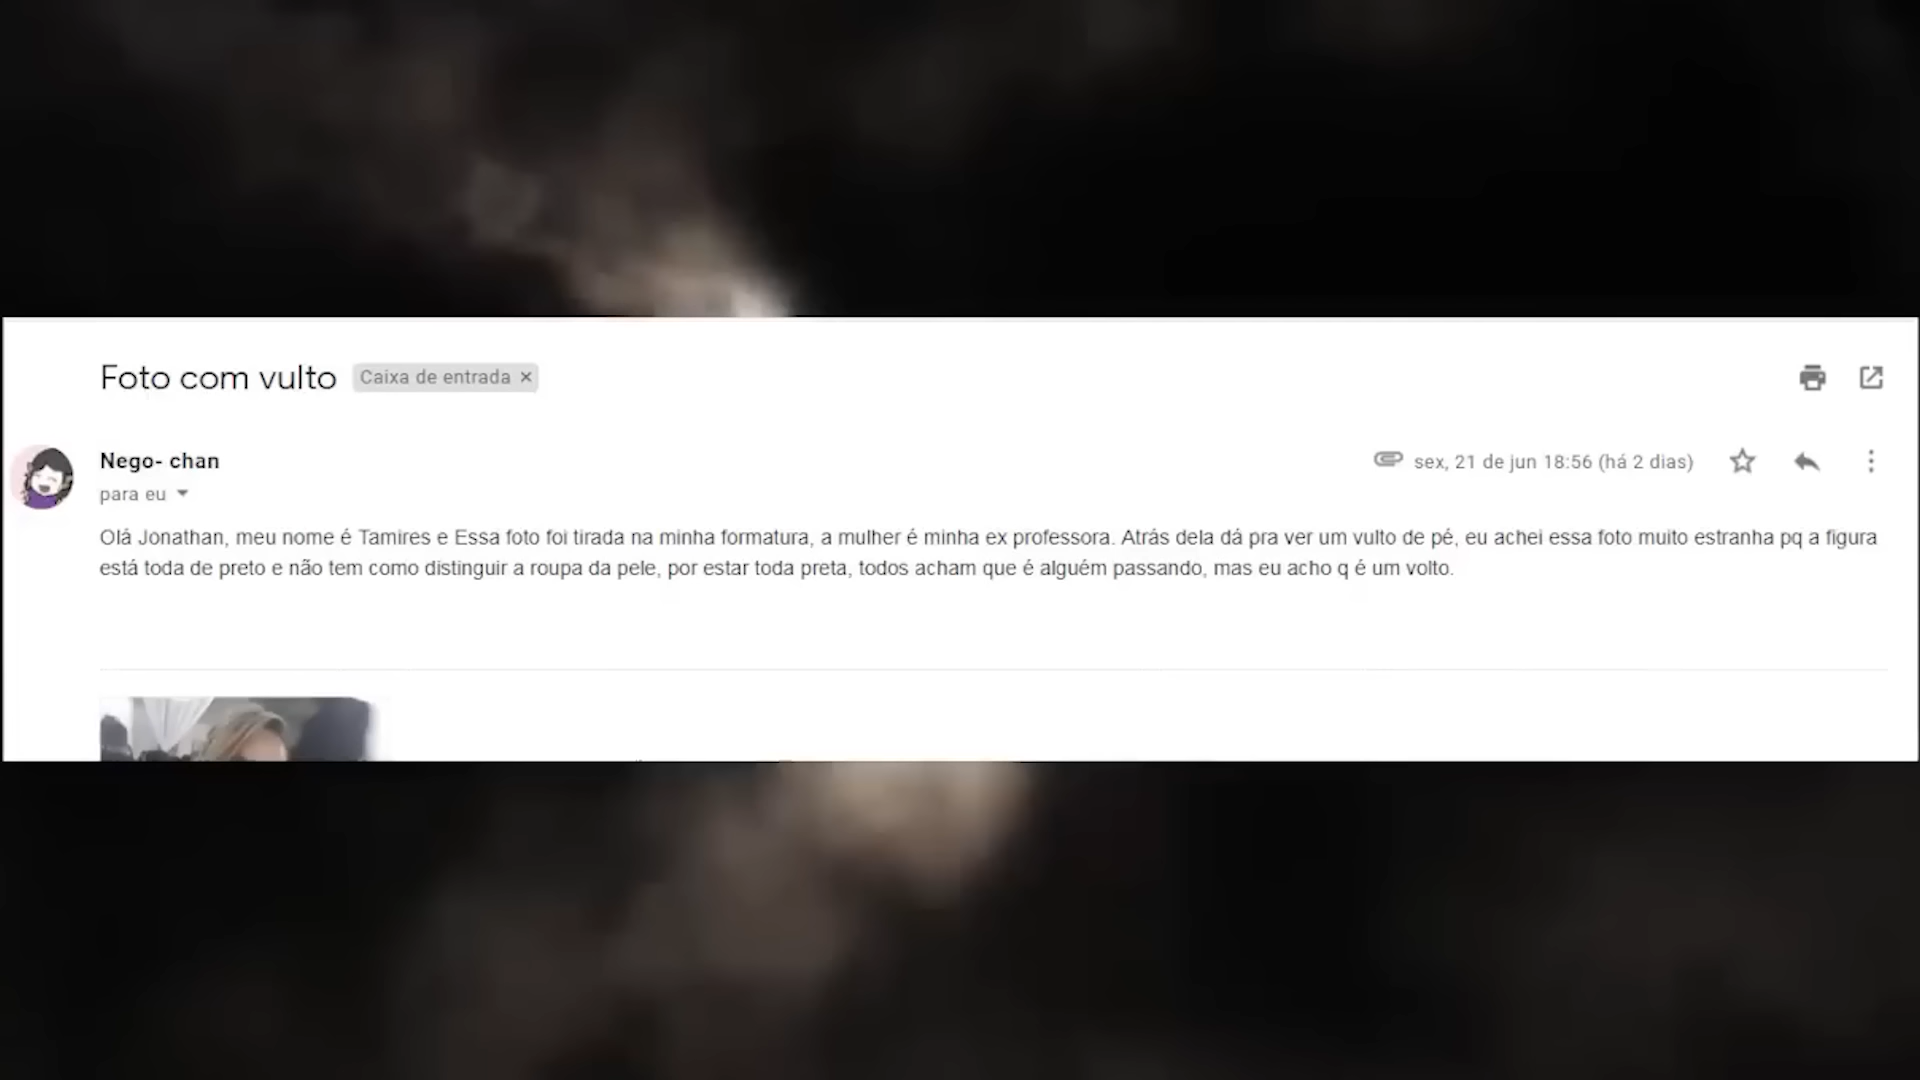 Foto com vulto Caixa de entrada ×
Nego- chan sex, 21 de jun 18:56 (há 2 dias)
para eu
Olá Jonathan, meu nome é Tamires e Essa foto foi tirada na minha formatura, a mulher é minha ex professora. Atrás dela dá pra ver um vulto de pé, eu achei essa foto muito estranha pq a figura
está toda de preto e não tem como distinguir a roupa da pele, por estar toda preta, todos acham que é alguém passando, mas eu acho q é um volto.